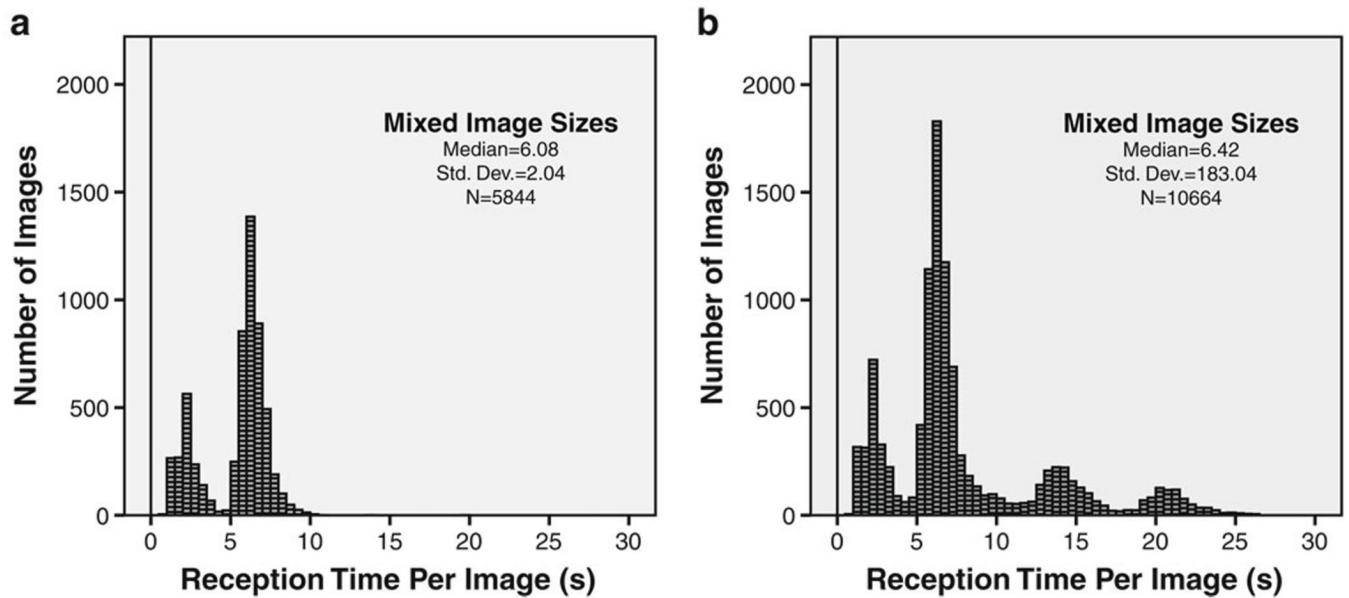 a
Number of Images
2000
1500
1000
500
0
Mixed Image Sizes
Median=6.08
Std. Dev.=2.04
N=5844
0 5 10 15 20 25 30
Reception Time Per Image (s)
b
Number of Images
2000
1500
1000
500
0
Mixed Image Sizes
Median=6.42
Std. Dev.=183.04
N=10664
0 5 10 15 20 25 30
Reception Time Per Image (s)